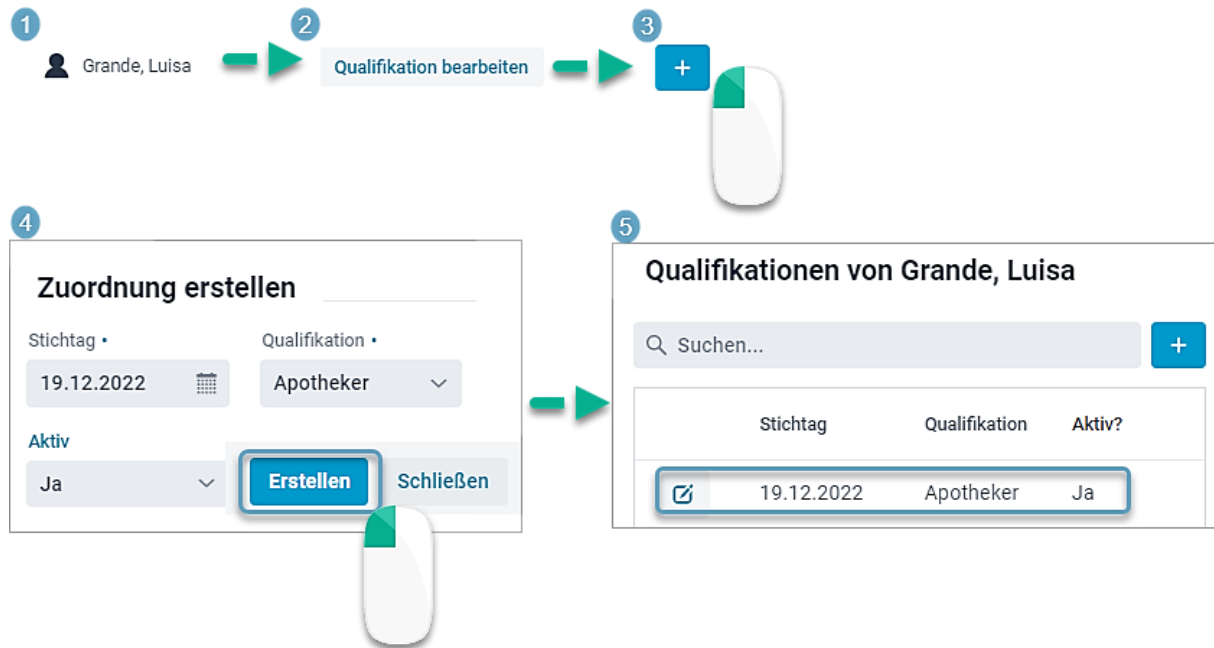 1
2
3
Grande, Luisa
Qualifikation bearbeiten
+
4
Zuordnung erstellen
Stichtag •
Qualifikation •
19.12.2022
Apotheker
Aktiv
Ja
Erstellen
Schließen
5
Qualifikationen von Grande, Luisa
Suchen...
+
Stichtag Qualifikation Aktiv?
19.12.2022 Apotheker Ja